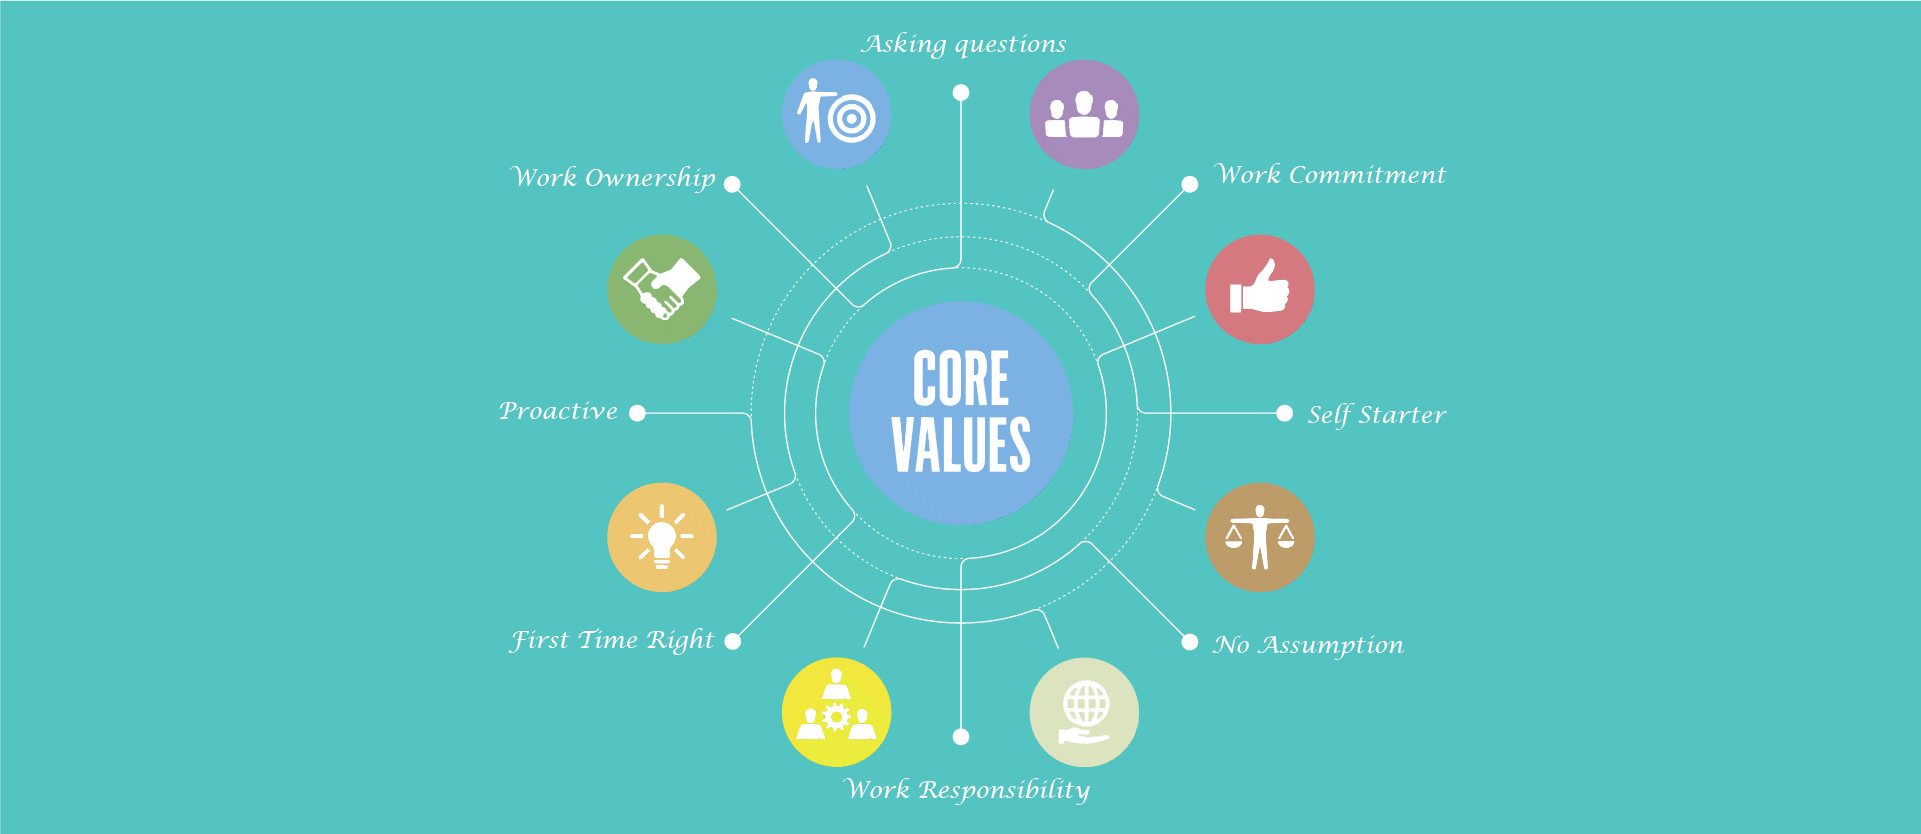 Asking questions
Work Ownership
Work Commitment
CORE
VALUES
Proactive
Self Starter
First Time Right
No Assumption
Work Responsibility